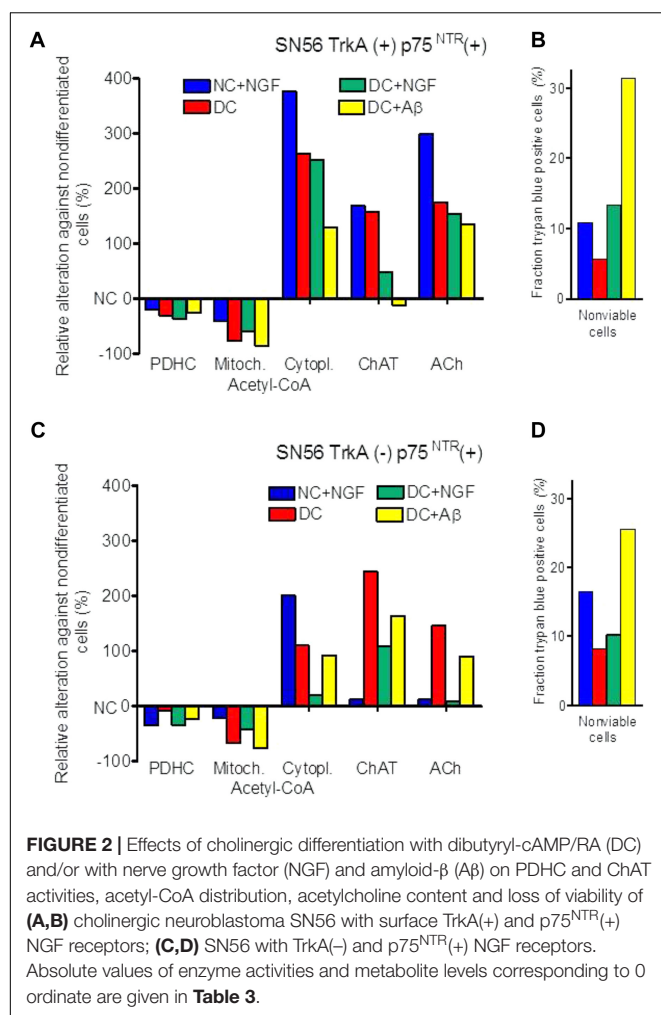 A
SN56 TrkA (+) p75 NTR(+)
NC+NGF
DC+NGF
DC
DC+Aβ
Relative alteration against nondifferentiated
cells (%)
400
300
200
100
NC 0
-100
PDHC
Mitoch.
Cytopl.
ChAT
ACh
Acetyl-CoA
B
Fraction trypan blue positive cells (%)
30
20
10
0
Nonviable
cells
C
SN56 TrkA (-) p75 NTR(+)
NC+NGF
DC+NGF
DC
DC+Aβ
Relative alteration against nondifferentiated
cells (%)
400
300
200
100
NC 0
-100
PDHC
Mitoch.
Cytopl.
ChAT
ACh
Acetyl-CoA
D
Fraction trypan blue positive cells (%)
30
20
10
0
Nonviable
cells
FIGURE 2 | Effects of cholinergic differentiation with dibutyryl-cAMP/RA (DC)
and/or with nerve growth factor (NGF) and amyloid-β (Aβ) on PDHC and ChAT
activities, acetyl-CoA distribution, acetylcholine content and loss of viability of
(A,B) cholinergic neuroblastoma SN56 with surface TrkA(+) and p75NTR(+)
NGF receptors; (C,D) SN56 with TrkA(–) and p75NTR(+) NGF receptors.
Absolute values of enzyme activities and metabolite levels corresponding to 0
ordinate are given in Table 3.